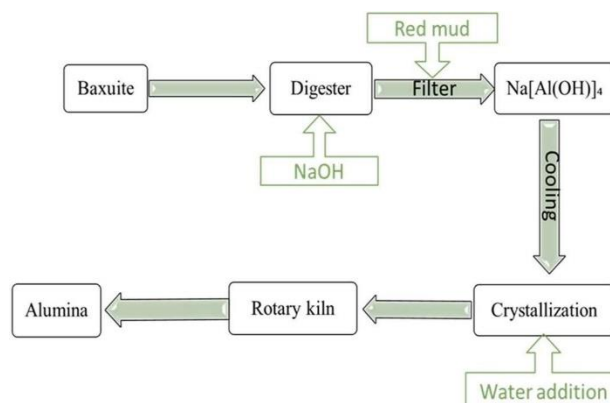 Red mud
Baxuite
Digester
Filter
Na[Al(OH)]₄
NaOH
Cooling
Alumina
Rotary kiln
Crystallization
Water addition